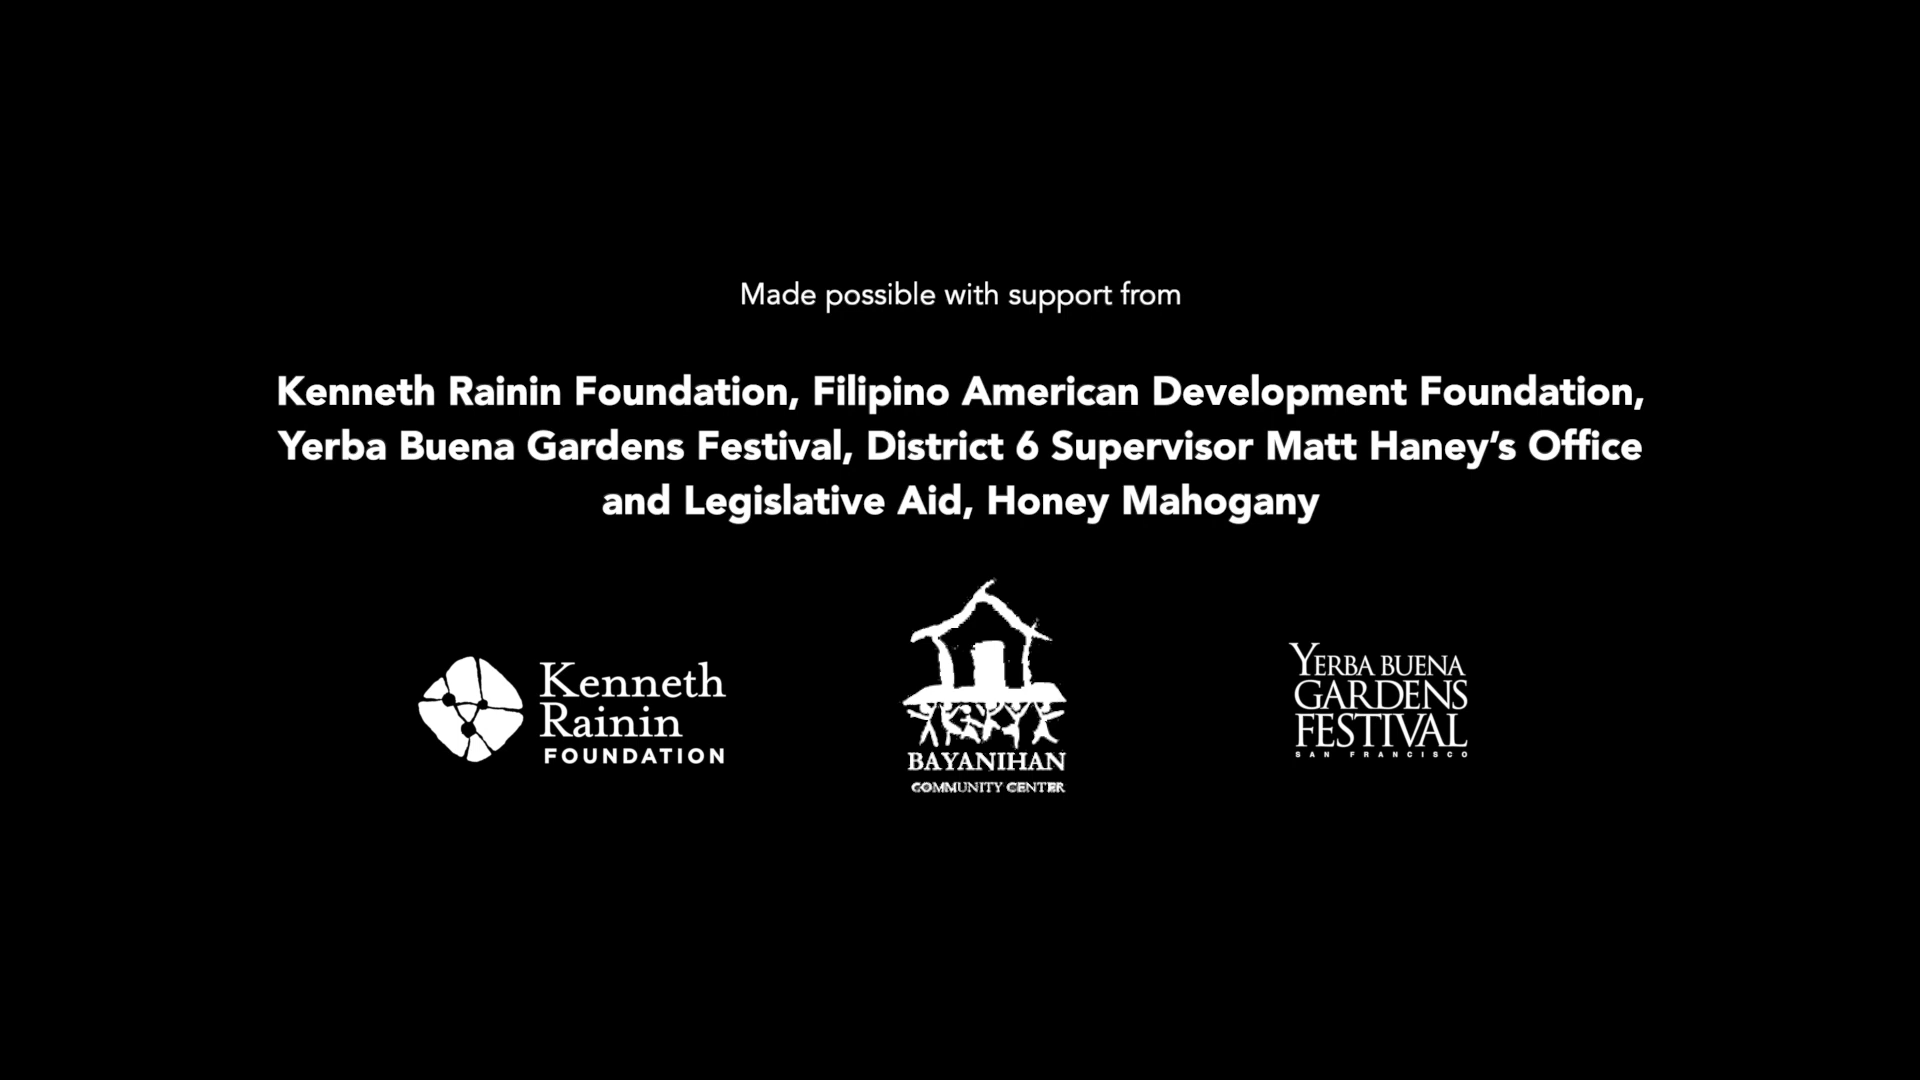 Made possible with support from
Kenneth Rainin Foundation, Filipino American Development Foundation,
Yerba Buena Gardens Festival, District 6 Supervisor Matt Haney’s Office
and Legislative Aid, Honey Mahogany
Kenneth
Rainin
FOUNDATION
BAYANIHAN
COMMUNITY CENTER
YERBA BUENA
GARDENS
FESTIVAL
SAN FRANCISCO